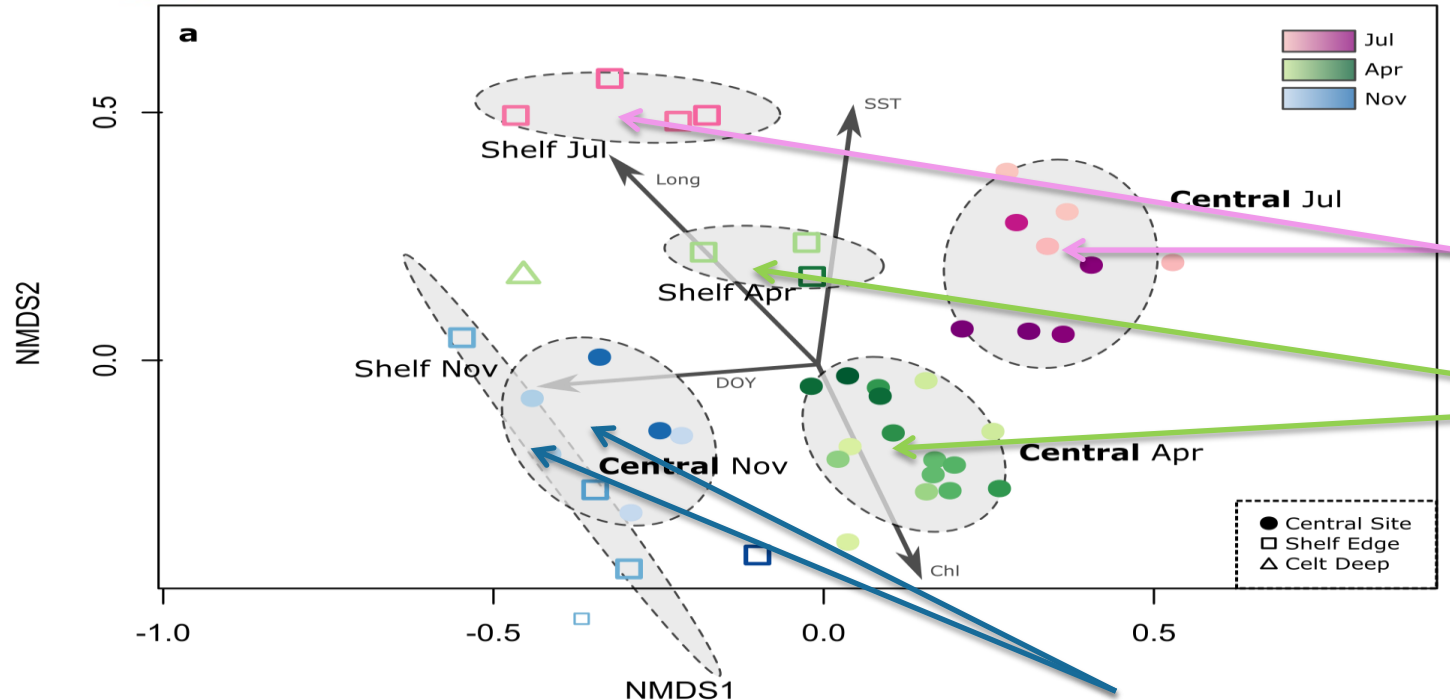 a
Jul
Apr
Nov
NMDS2
0.5
0.0
SST
Shelf Jul
Long
Central Jul
Shelf Apr
Shelf Nov
DOY
Central Apr
Central Nov
Central Site
Shelf Edge
Celt Deep
Chl
-1.0
-0.5
0.0
0.5
NMDS1